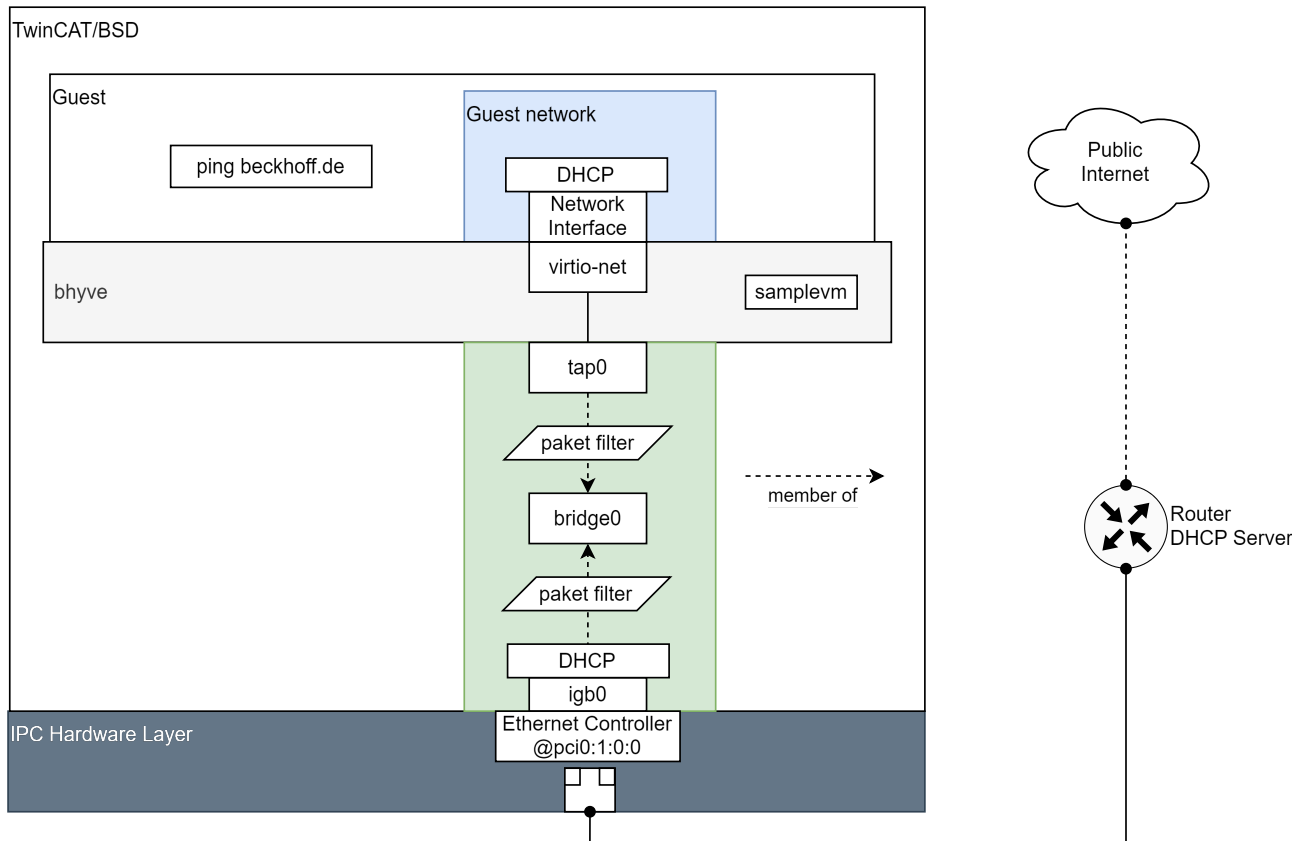 TwinCAT/BSD
Guest
Guest network
ping beckhoff.de
DHCP
Network
Interface
virtio-net
bhyve
samplevm
tap0
paket filter
member of
bridge0
paket filter
DHCP
igb0
IPC Hardware Layer
Ethernet Controller
@pci0:1:0:0
Public
Internet
Router
DHCP Server